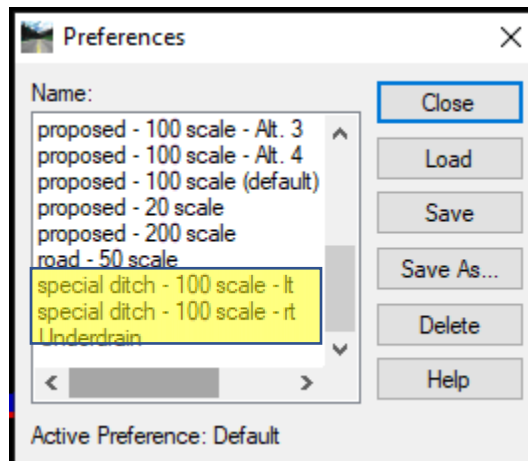 Preferences
Name:
proposed - 100 scale - Alt. 3
proposed - 100 scale - Alt. 4
proposed - 100 scale (default)
proposed - 20 scale
proposed - 200 scale
road - 50 scale
special ditch - 100 scale - lt
special ditch - 100 scale - rt
Underdrain
Close
Load
Save
Save As...
Delete
Help
Active Preference: Default